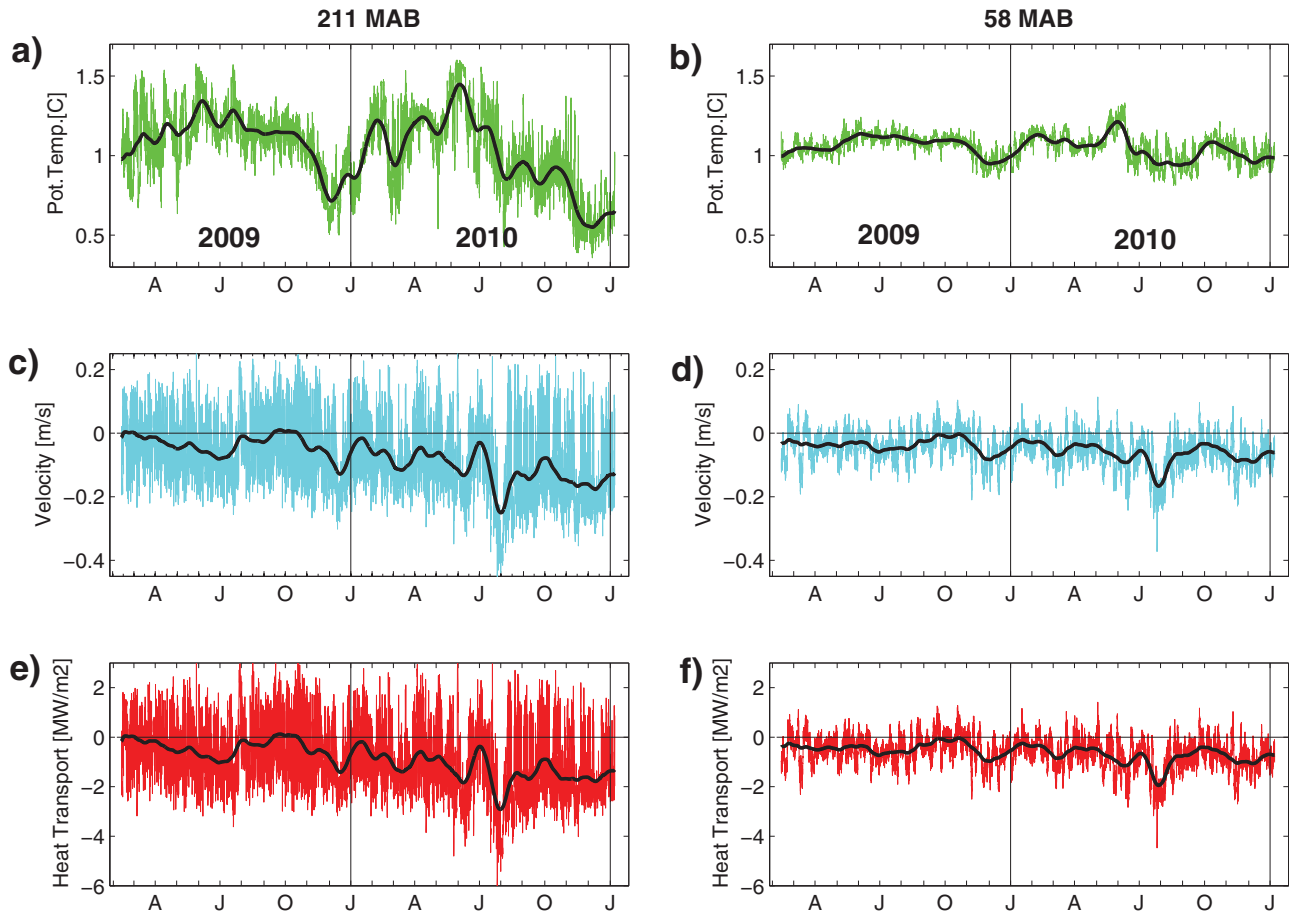 211 MAB
58 MAB
a)
b)
Pot.Temp.[C]
1.5
1
0.5
2009
2010
A J O J A J O J
Pot.Temp.[C]
1.5
1
0.5
2009
2010
A J O J A J O J
c)
d)
Velocity [m/s]
0.2
0
−0.2
−0.4
A J O J A J O J
Velocity [m/s]
0.2
0
−0.2
−0.4
A J O J A J O J
e)
f)
Heat Transport [MW/m2]
2
0
−2
−4
−6
A J O J A J O J
Heat Transport [MW/m2]
2
0
−2
−4
−6
A J O J A J O J